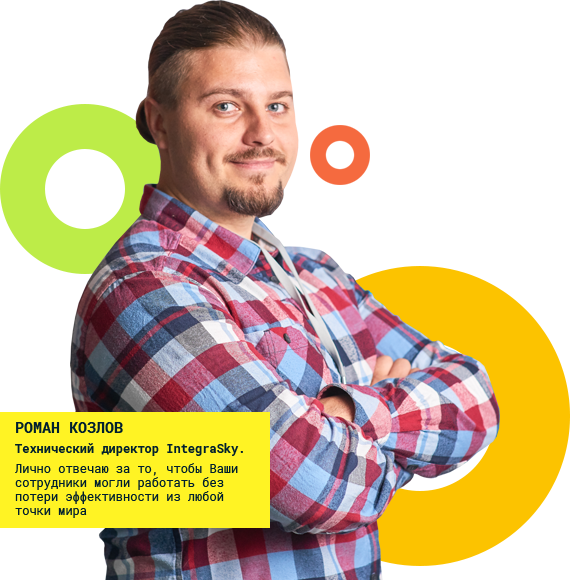 РОМАН КОЗЛОВ
Технический директор IntegraSky.
Лично отвечаю за то, чтобы Ваши
сотрудники могли работать без
потери эффективности из любой
точки мира